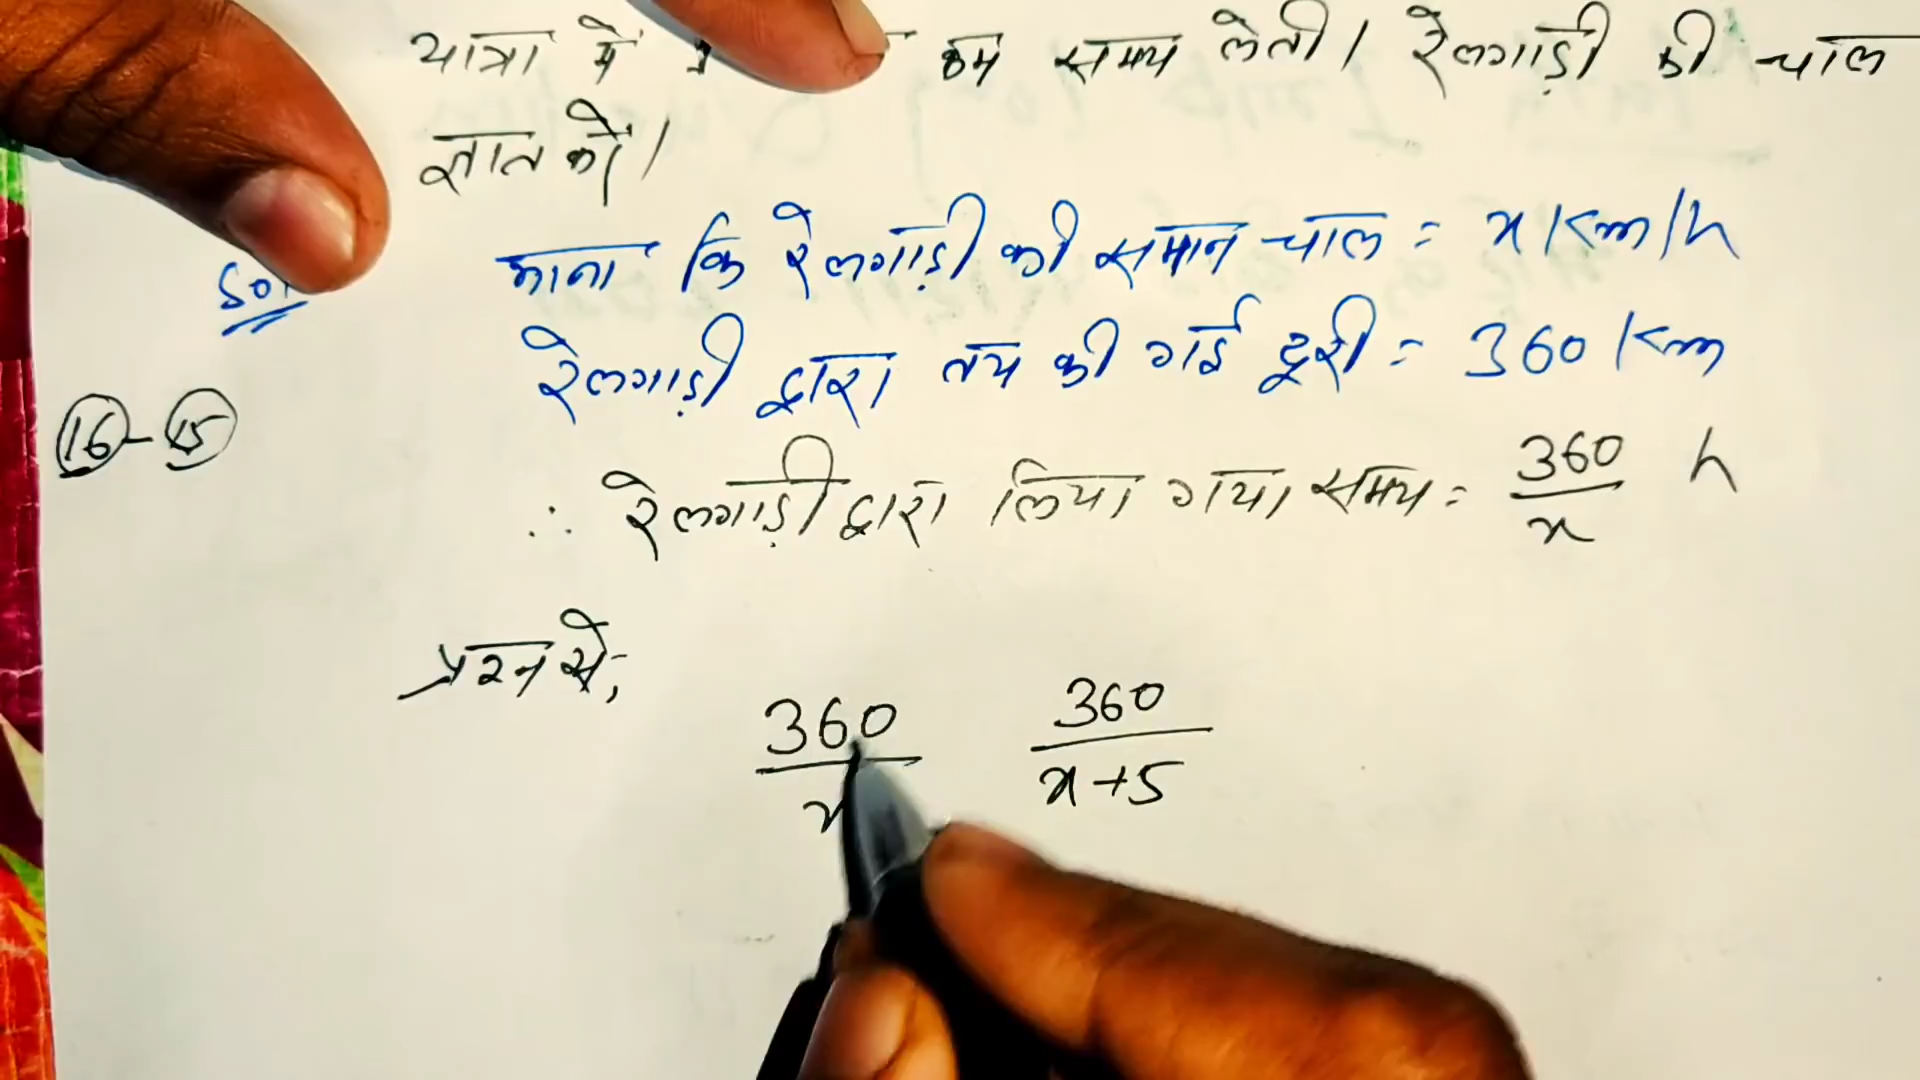 यात्रा में कम समय लेती। रेलगाड़ी की चाल
ज्ञात करें।
Sol
माना कि रेलगाड़ी की समान चाल = x Km/h
रेलगाड़ी द्वारा तय की गई दूरी = 360 Km
16 - 15
∴ रेलगाड़ी द्वारा लिया गया समय = 360/x h
प्रश्न से,
360/x 360/x+5